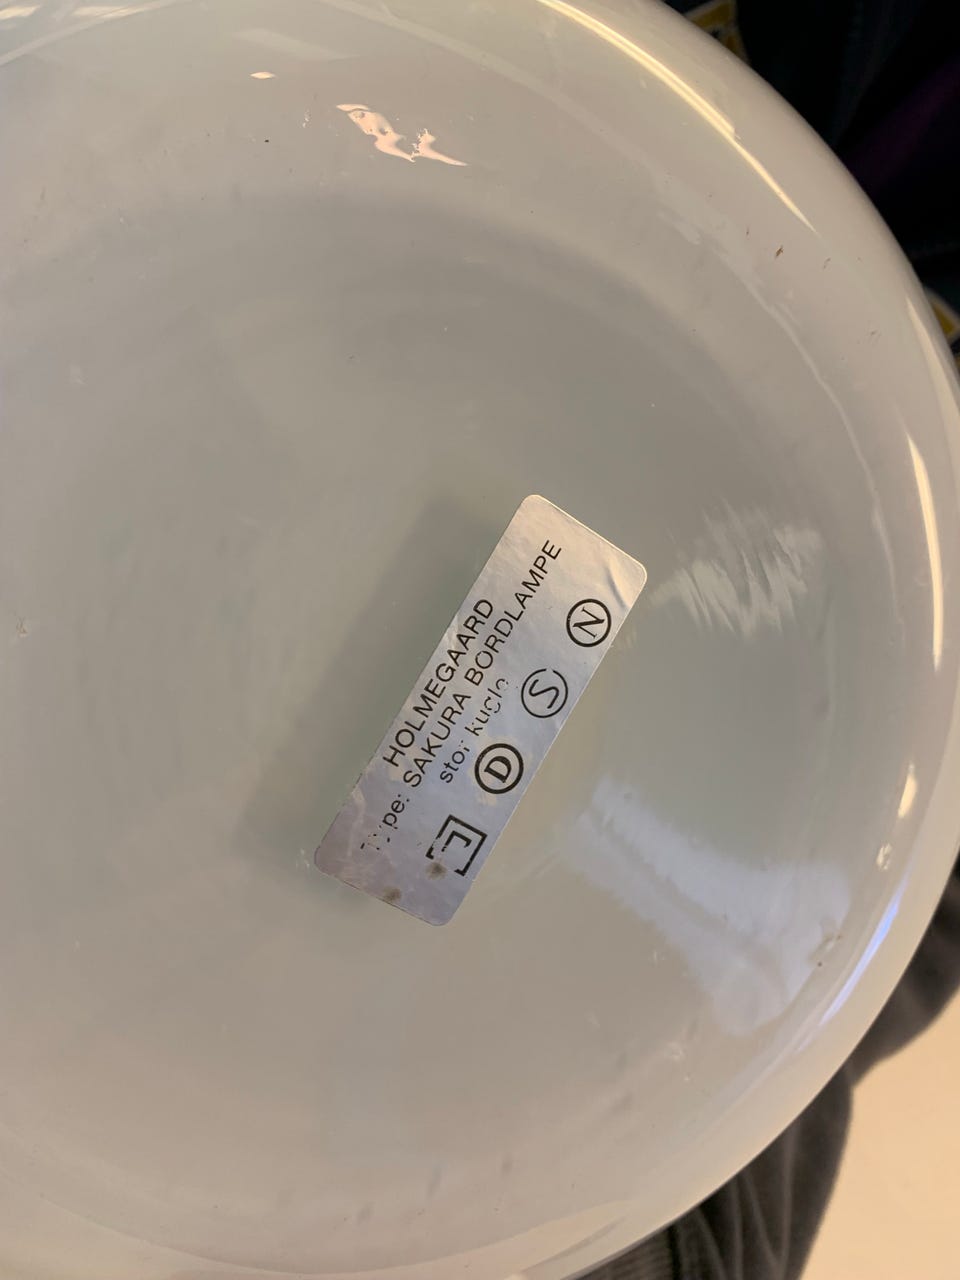 HOLMEGAARD
Type: SAKURA BORDLAMPE
stor kugle
D S N